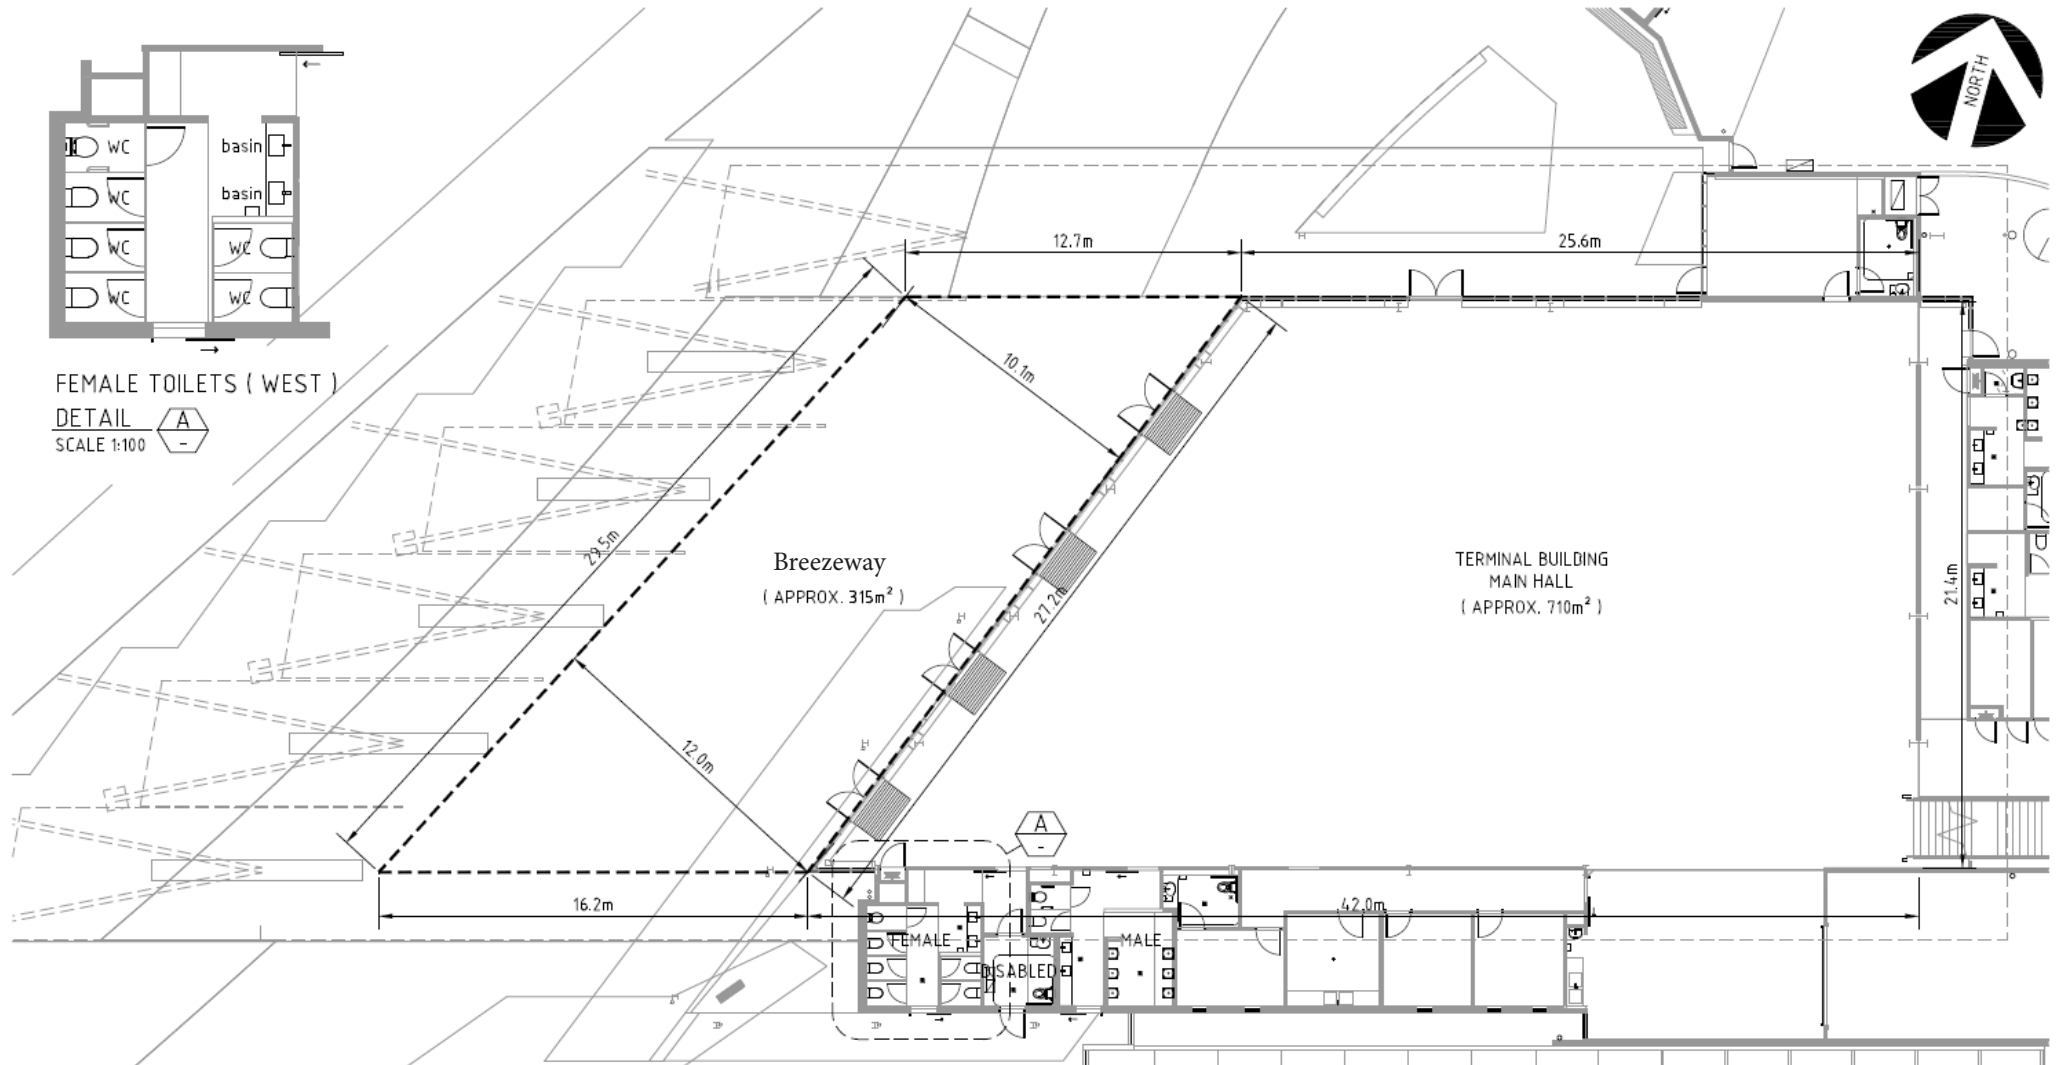 NORTH
WC
basin
WC
basin
WC
WC
WC
WC
FEMALE TOILETS ( WEST )
DETAIL
A
-
SCALE 1:100
12.7m
25.6m
10.1m
29.5m
Breezeway
( APPROX. 315m² )
27.2m
TERMINAL BUILDING
MAIN HALL
( APPROX. 710m² )
21.4m
12.0m
A
-
16.2m
42.0m
FEMALE
MALE
DISABLED